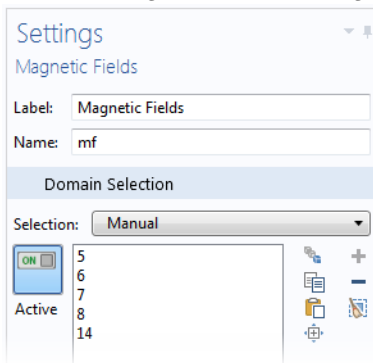 Settings
Magnetic Fields
Label: Magnetic Fields
Name: mf
Domain Selection
Selection: Manual
ON
Active
5
6
7
8
14